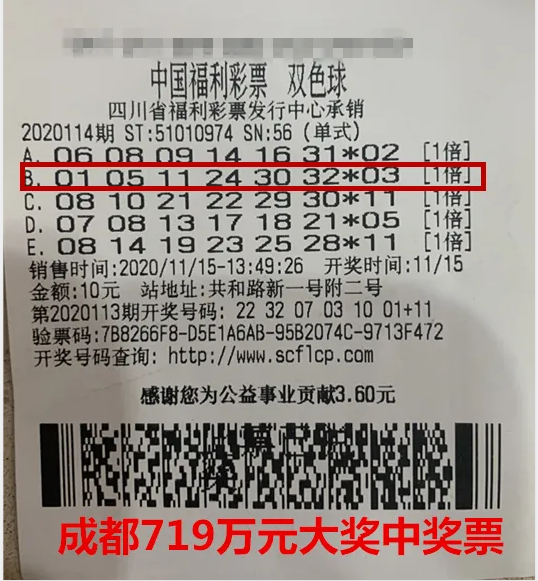 中国福利彩票 双色球
四川省福利彩票发行中心承销
2020114期 ST:51010974 SN:56 (单式)
A. 06 08 09 14 16 31*02 [1倍]
B. 01 05 11 24 30 32*03 [1倍]
C. 08 10 21 22 29 30*11 [1倍]
D. 07 08 13 17 18 21*05 [1倍]
E. 08 14 19 23 25 28*11 [1倍]
销售时间:2020/11/15-13:49:26 开奖时间:11/15
金额:10元 站地址:共和路新一号附二号
第2020113期开奖号码: 22 32 07 03 10 01+11
验票码:7B8266F8-D5E1A6AB-95B2074C-9713F472
开奖号码查询: http://www.scflcp.com
感谢您为公益事业贡献3.60元
成都719万元大奖中奖票